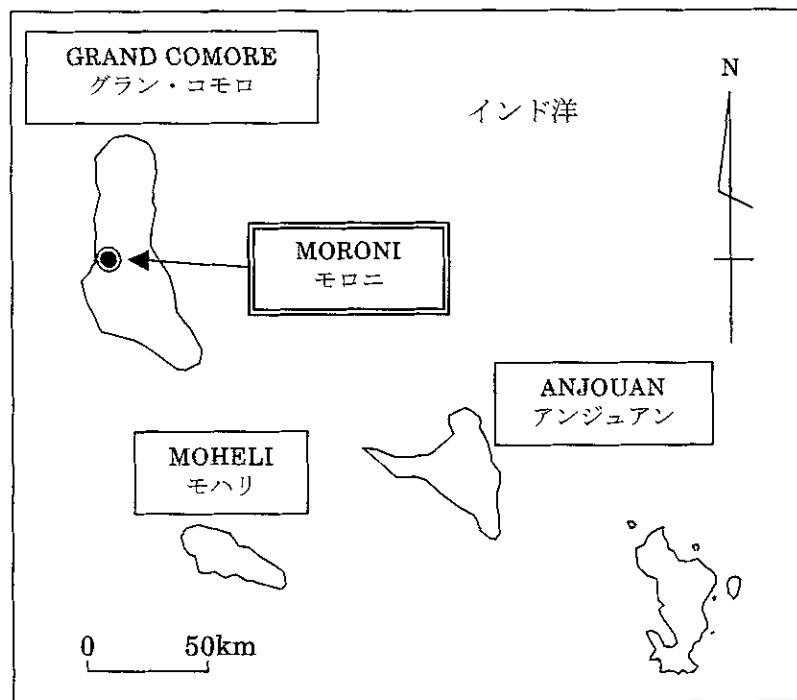 GRAND COMORE
グラン・コモロ
インド洋
N
MORONI
モロニ
ANJOUAN
アンジュアン
MOHELI
モハリ
0 50km